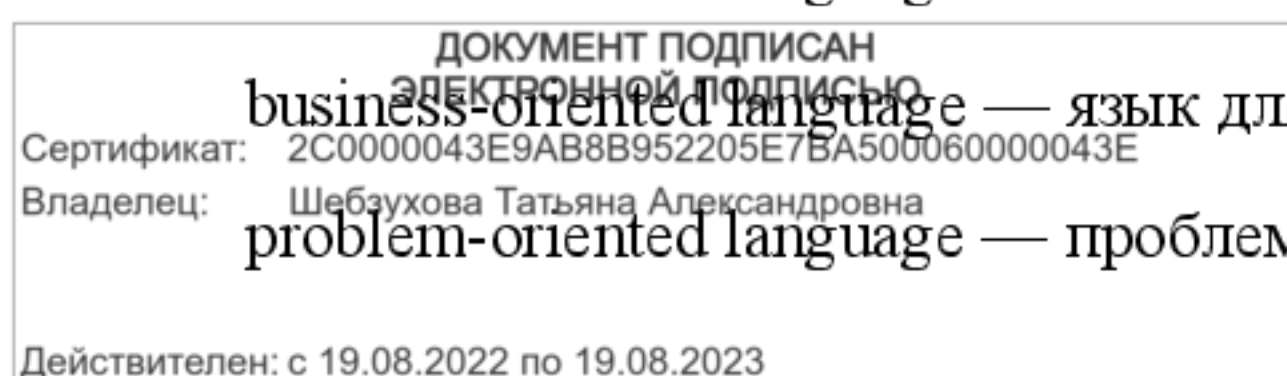 ДОКУМЕНТ ПОДПИСАН
ЭЛЕКТРОННОЙ ПОДПИСЬЮ
business-oriented language — язык дл
Сертификат: 2C0000043E9AB8B952205E7BA500060000043E
Владелец: Шебзухова Татьяна Александровна
problem-oriented language — проблем
Действителен: с 19.08.2022 по 19.08.2023